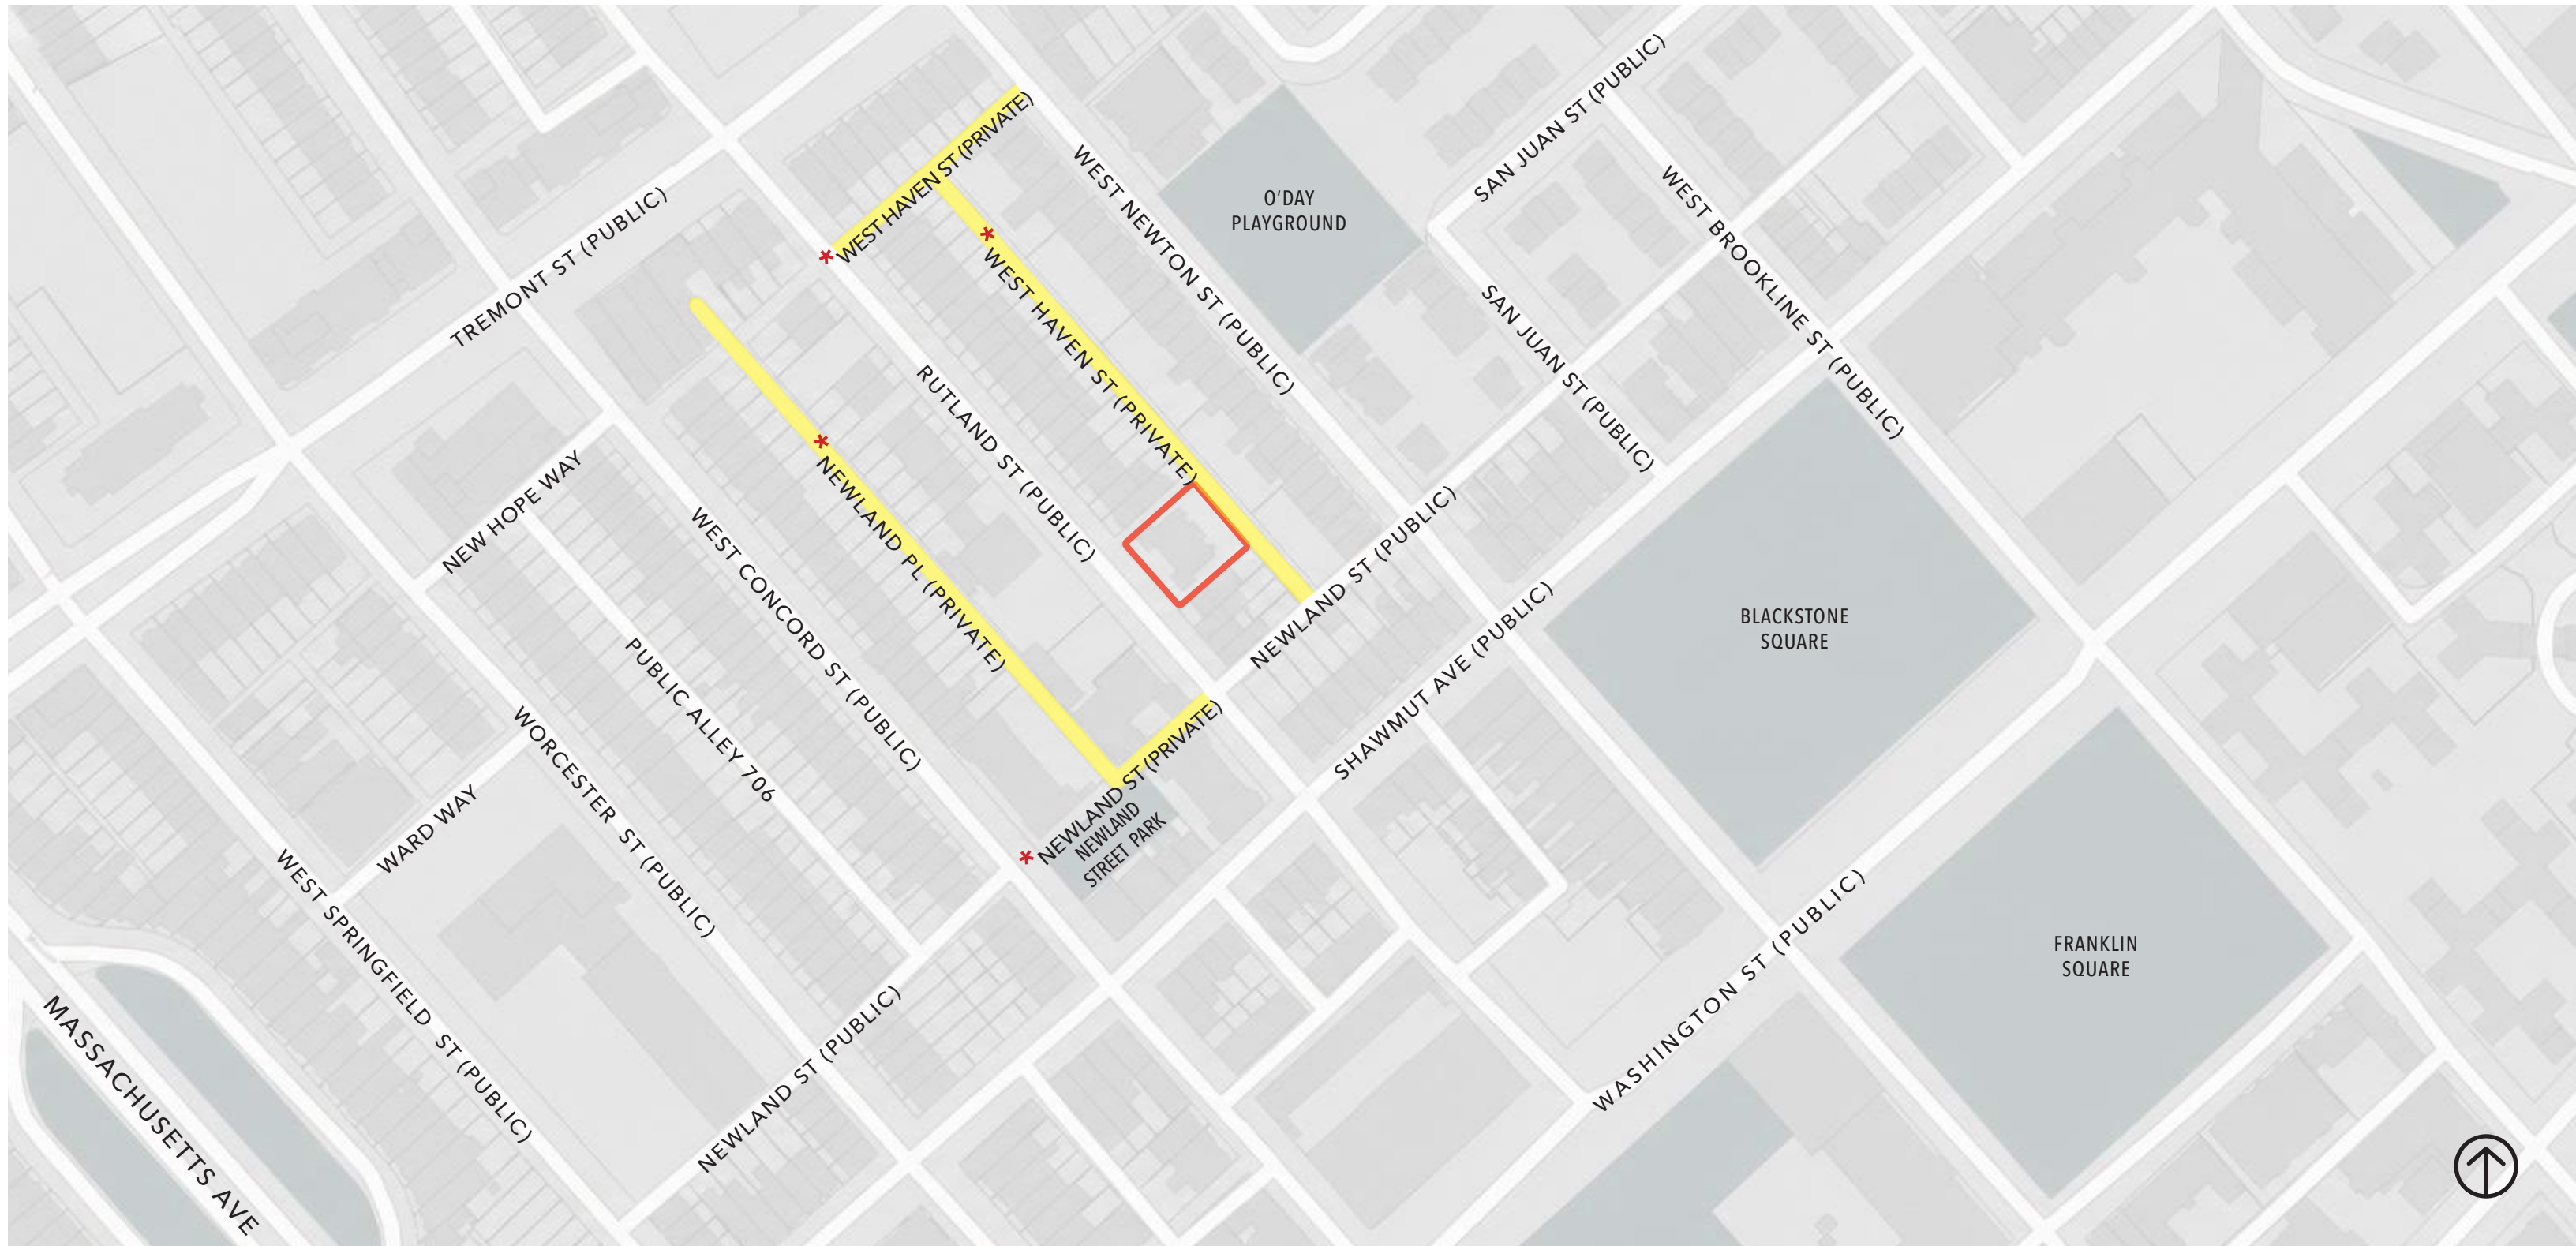 WEST HAVEN ST (PRIVATE)
WEST NEWTON ST (PUBLIC)
O'DAY
PLAYGROUND
SAN JUAN ST (PUBLIC)
WEST BROOKLINE ST (PUBLIC)
TREMONT ST (PUBLIC)
* WEST HAVEN ST (PRIVATE)
*
SAN JUAN ST (PUBLIC)
RUTLAND ST (PUBLIC)
* NEWLAND PL (PRIVATE)
NEW HOPE WAY
WEST CONCORD ST (PUBLIC)
NEWLAND ST (PUBLIC)
SHAWMUT AVE (PUBLIC)
BLACKSTONE
SQUARE
PUBLIC ALLEY 706
WORCESTER ST (PUBLIC)
WARD WAY
* NEWLAND ST (PRIVATE)
NEWLAND
STREET PARK
WEST SPRINGFIELD ST (PUBLIC)
NEWLAND ST (PUBLIC)
WASHINGTON ST (PUBLIC)
FRANKLIN
SQUARE
MASSACHUSETTS AVE